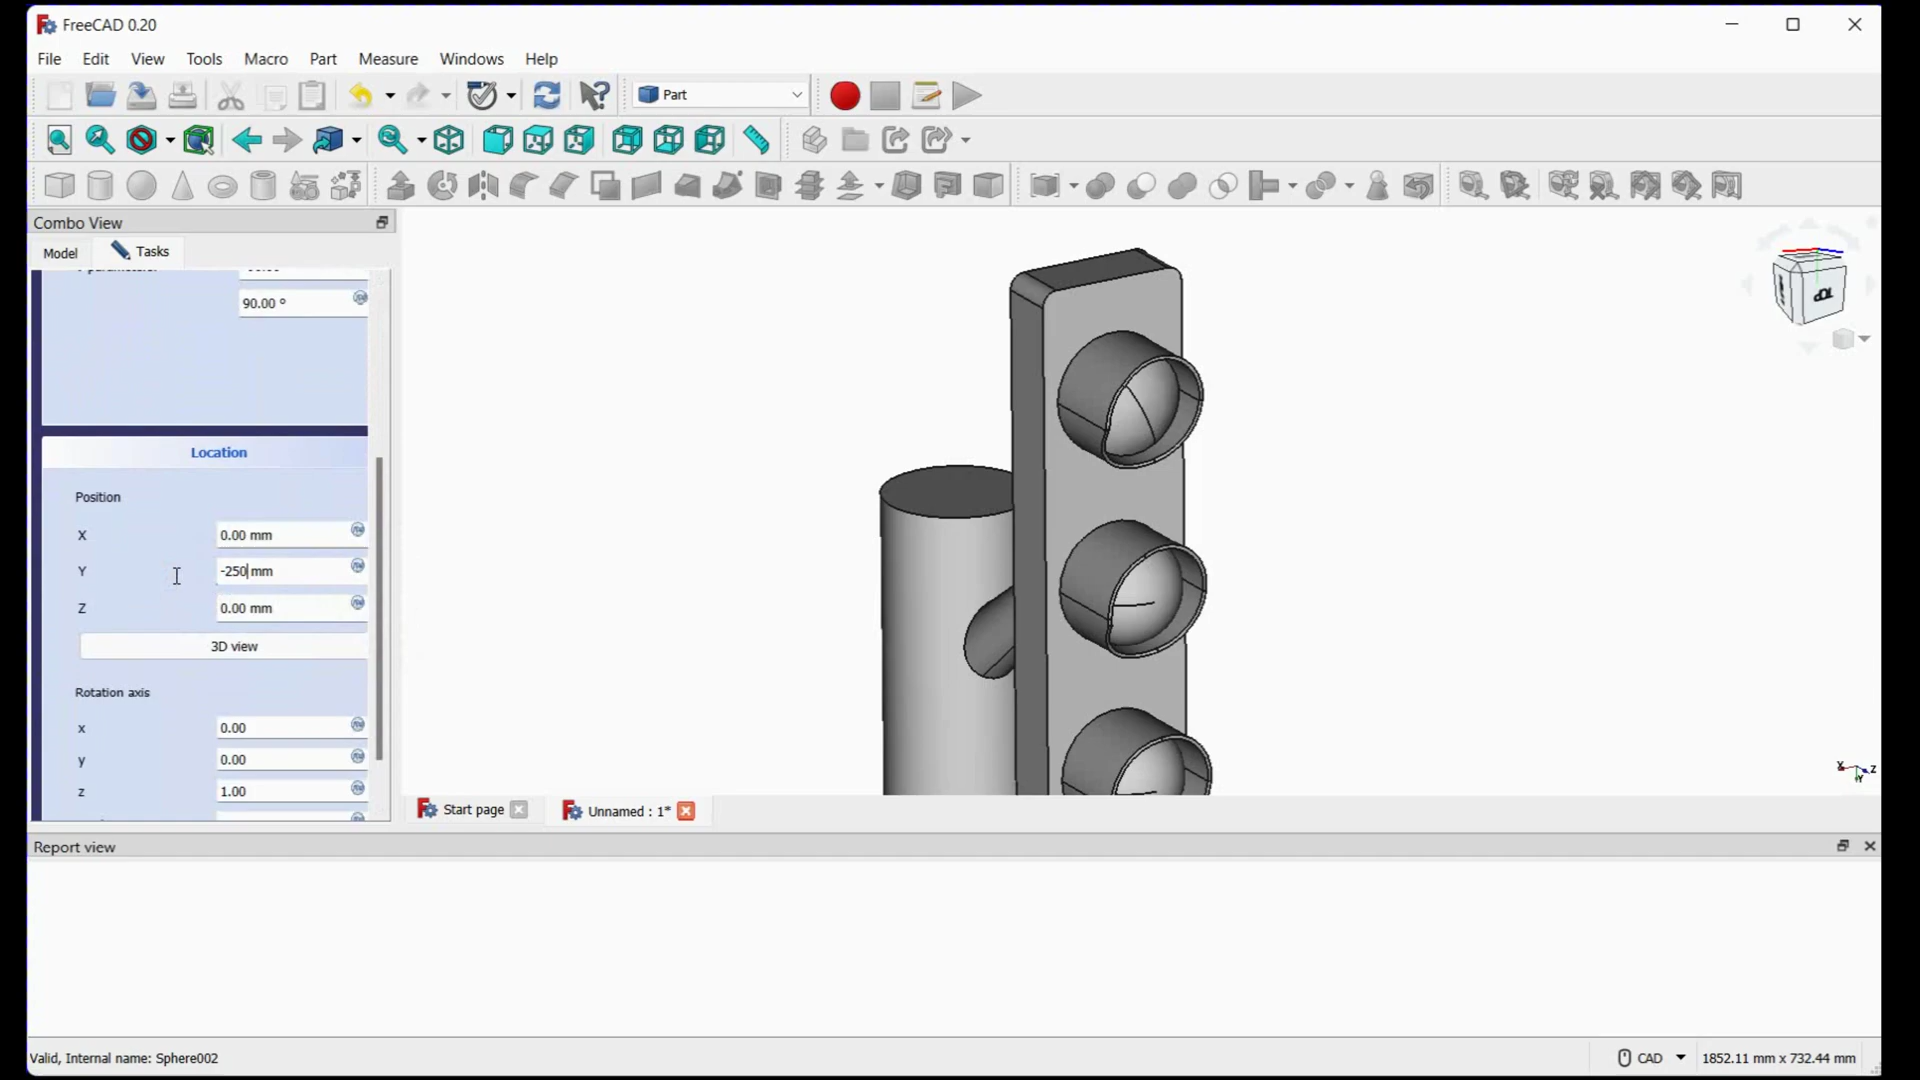 FreeCAD 0.20
File Edit View Tools Macro Part Measure Windows Help
Part
Combo View
Model Tasks
90.00 °
Location
Position
X 0.00 mm
Y -250 mm
Z 0.00 mm
3D view
Rotation axis
x 0.00
y 0.00
z 1.00
TOP
X Z
Y
Start page Unnamed : 1*
Report view
Valid, Internal name: Sphere002 CAD 1852.11 mm x 732.44 mm